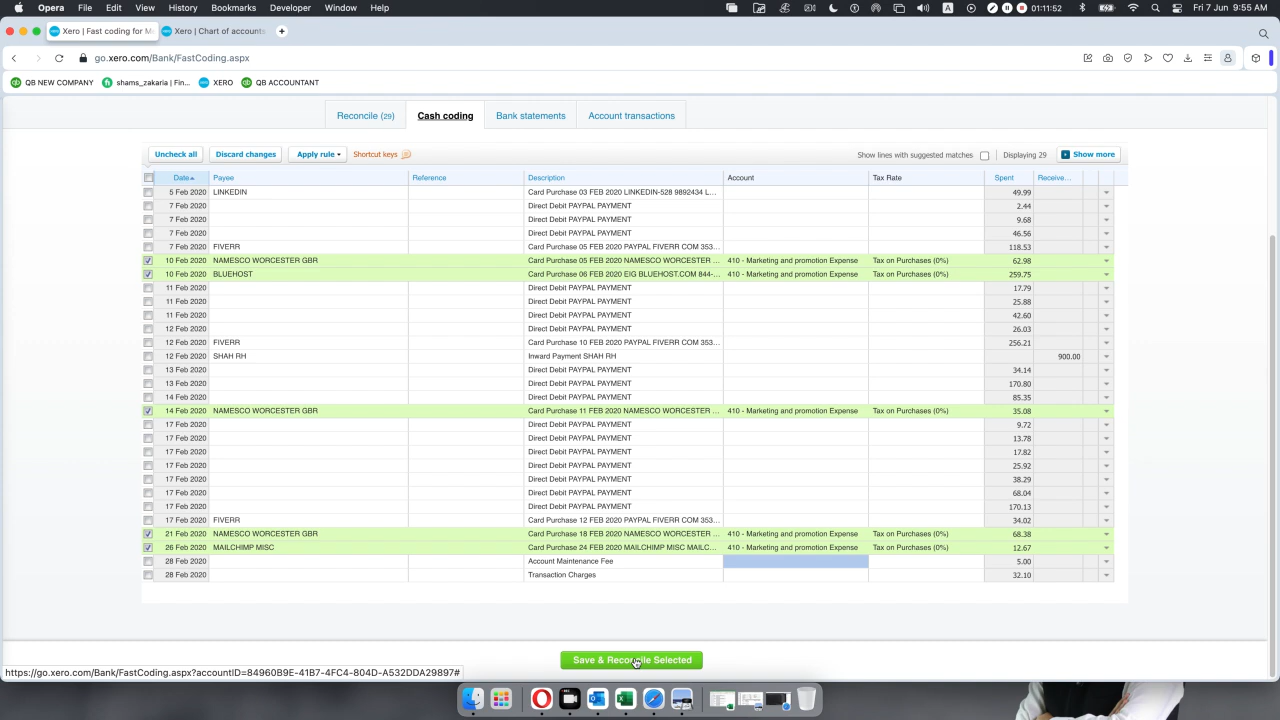 Opera File Edit View History Bookmarks Developer Window Help 01:11:52 A Fri 7 Jun 9:55 AM
Xero | Fast coding for M Xero | Chart of accounts
go.xero.com/Bank/FastCoding.aspx
QB NEW COMPANY shams_zakaria | Fin... XERO QB ACCOUNTANT
Reconcile (29) Cash coding Bank statements Account transactions
Uncheck all Discard changes Apply rule Shortcut keys Show lines with suggested matches Displaying 29 Show more
Date Payee Reference Description Account Tax Rate Spent Receive...
5 Feb 2020 LINKEDIN Card Purchase 03 FEB 2020 LINKEDIN-528 9892434 L... 49.99
7 Feb 2020 Direct Debit PAYPAL PAYMENT 2.44
7 Feb 2020 Direct Debit PAYPAL PAYMENT 9.68
7 Feb 2020 Direct Debit PAYPAL PAYMENT 46.56
7 Feb 2020 FIVERR Card Purchase 05 FEB 2020 PAYPAL FIVERR COM 353... 118.53
10 Feb 2020 NAMESCO WORCESTER GBR Card Purchase 05 FEB 2020 NAMESCO WORCESTER ... 410 - Marketing and promotion Expense Tax on Purchases (0%) 62.98
10 Feb 2020 BLUEHOST Card Purchase 06 FEB 2020 EIG BLUEHOST.COM 844-... 410 - Marketing and promotion Expense Tax on Purchases (0%) 259.75
11 Feb 2020 Direct Debit PAYPAL PAYMENT 17.79
11 Feb 2020 Direct Debit PAYPAL PAYMENT 25.88
11 Feb 2020 Direct Debit PAYPAL PAYMENT 42.60
12 Feb 2020 Direct Debit PAYPAL PAYMENT 26.03
12 Feb 2020 FIVERR Card Purchase 10 FEB 2020 PAYPAL FIVERR COM 353... 256.21
12 Feb 2020 SHAH RH Inward Payment SHAH RH 900.00
13 Feb 2020 Direct Debit PAYPAL PAYMENT 34.14
13 Feb 2020 Direct Debit PAYPAL PAYMENT 170.80
14 Feb 2020 Direct Debit PAYPAL PAYMENT 85.35
14 Feb 2020 NAMESCO WORCESTER GBR Card Purchase 11 FEB 2020 NAMESCO WORCESTER ... 410 - Marketing and promotion Expense Tax on Purchases (0%) 35.08
17 Feb 2020 Direct Debit PAYPAL PAYMENT 9.72
17 Feb 2020 Direct Debit PAYPAL PAYMENT 13.78
17 Feb 2020 Direct Debit PAYPAL PAYMENT 17.82
17 Feb 2020 Direct Debit PAYPAL PAYMENT 25.92
17 Feb 2020 Direct Debit PAYPAL PAYMENT 38.29
17 Feb 2020 Direct Debit PAYPAL PAYMENT 68.04
17 Feb 2020 Direct Debit PAYPAL PAYMENT 170.13
17 Feb 2020 FIVERR Card Purchase 12 FEB 2020 PAYPAL FIVERR COM 353... 34.02
21 Feb 2020 NAMESCO WORCESTER GBR Card Purchase 18 FEB 2020 NAMESCO WORCESTER ... 410 - Marketing and promotion Expense Tax on Purchases (0%) 68.38
26 Feb 2020 MAILCHIMP MISC Card Purchase 24 FEB 2020 MAILCHIMP MISC MAILC... 410 - Marketing and promotion Expense Tax on Purchases (0%) 12.67
28 Feb 2020 Account Maintenance Fee 5.00
28 Feb 2020 Transaction Charges 32.10
Save & Reconcile Selected
https://go.xero.com/Bank/FastCoding.aspx?accountID=84960B9E-41B7-4FC4-804D-A532DDA29897#